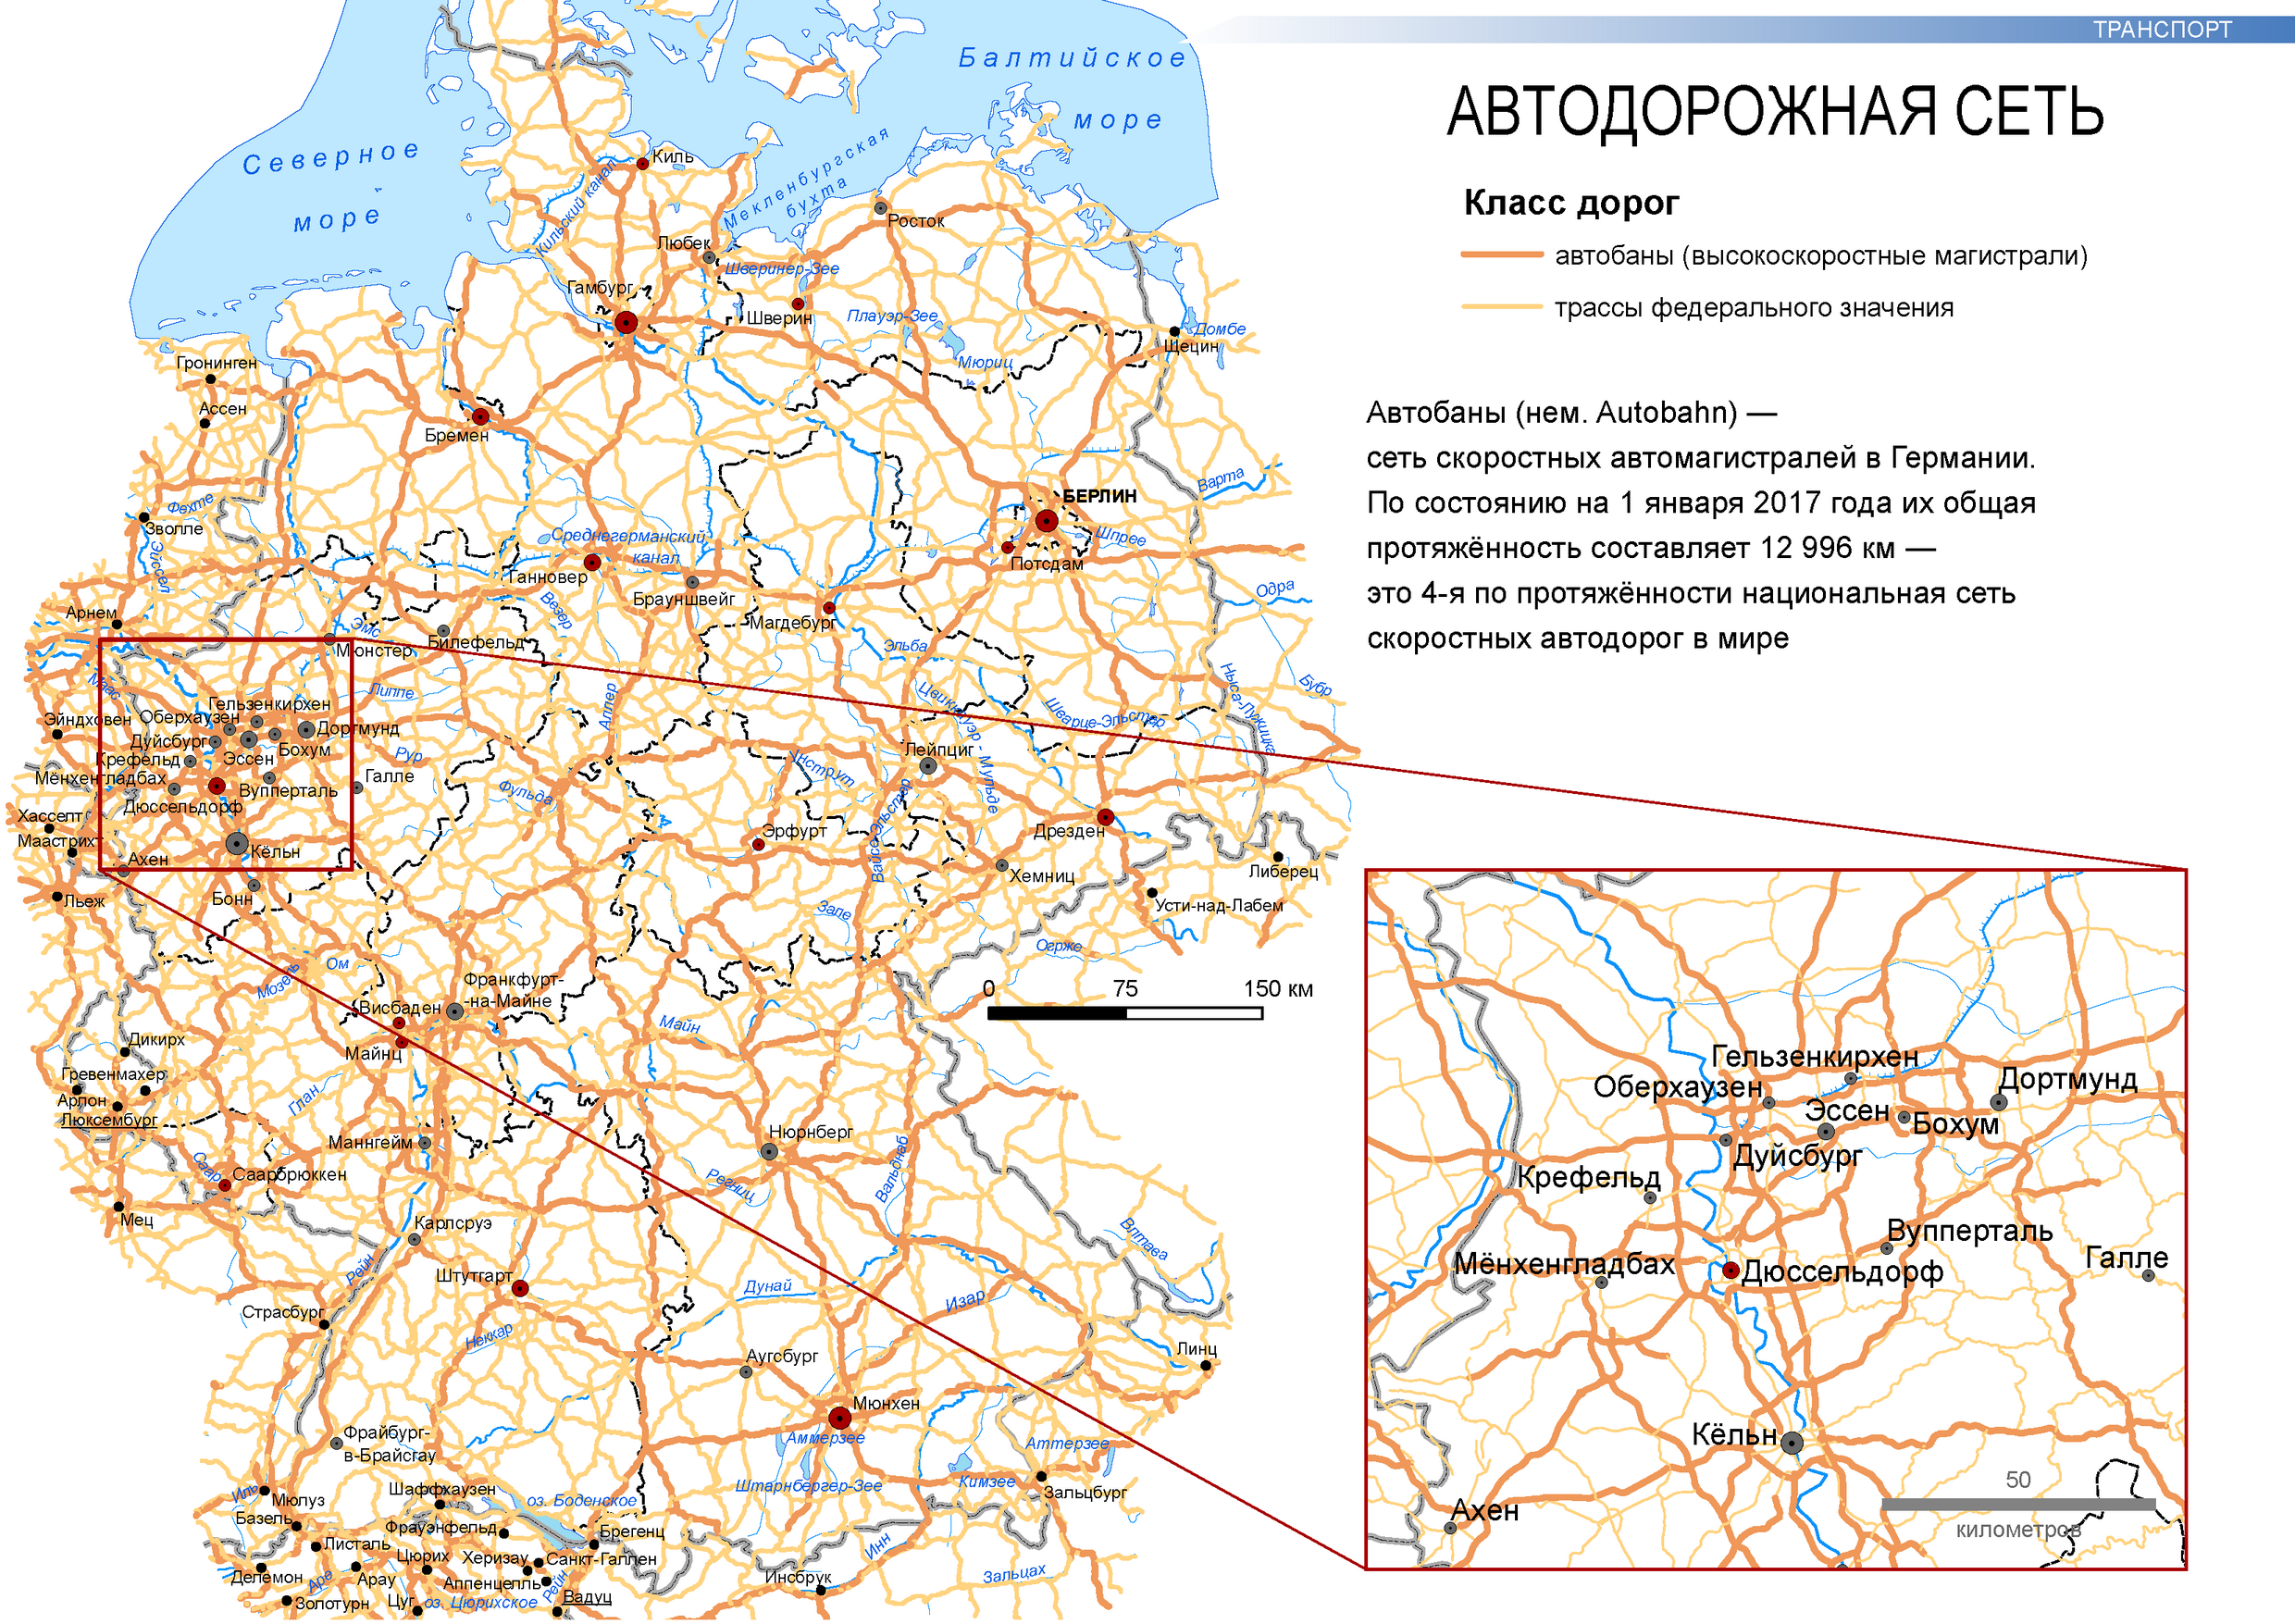 ТРАНСПОРТ
АВТОДОРОЖНАЯ СЕТЬ
Класс дорог
автобаны (высокоскоростные магистрали)
трассы федерального значения
Автобаны (нем. Autobahn) —
сеть скоростных автомагистралей в Германии.
По состоянию на 1 января 2017 года их общая
протяжённость составляет 12 996 км —
это 4-я по протяжённости национальная сеть
скоростных автодорог в мире
Балтийское
море
Северное
море
Киль
Кильский канал
Мекленбургская
бухта
Росток
Любек
Шверинер-Зее
Гамбург
Шверин
Плауэр-Зее
Домбе
Щецин
Мюриц
Гронинген
Ассен
Бремен
Варта
БЕРЛИН
Фехте
Зволле
Эйссел
Среднегерманский
канал
Шпрее
Потсдам
Ганновер
Брауншвейг
Везер
Одра
Арнем
Магдебург
Эмс
Билефельд
Мюнстер
Эльба
Маас
Липпе
Аллер
Ныса-Лужицка
Бубр
Цвиккауэр - Мульде
Шварце-Эльстер
Гельзенкирхен
Эйндховен
Оберхаузен
Дортмунд
Дуйсбург
Бохум
Рур
Крефельд
Эссен
Лейпциг
Унструт
Мёнхенгладбах
Вупперталь
Галле
Фульда
Дюссельдорф
Вайсе-Эльстер
Хасселт
Маастрихт
Эрфурт
Дрезден
Кёльн
Ахен
Хемниц
Либерец
Льеж
Бонн
Зале
Усти-над-Лабем
Огрже
Ом
Мозель
Франкфурт-
-на-Майне
0 75 150 км
Висбаден
Майн
Дикирх
Майнц
Гревенмахер
Арлон
Люксембург
Глан
Маннгейм
Нюрнберг
Вальднаб
Саар
Саарбрюккен
Регниц
Мец
Карлсруэ
Влтава
Рейн
Штутгарт
Дунай
Изар
Страсбург
Неккар
Аугсбург
Линц
Мюнхен
Фрайбург-
в-Брайсгау
Аммерзее
Аттерзее
Штарнбергер-Зее
Кимзее
Зальцбург
Иль
Мюлуз
Шаффхаузен
оз. Боденское
Базель
Фрауэнфельд
Брегенц
Листаль
Цюрих
Херизау
Санкт-Галлен
Инн
Делемон
Аре
Арау
Аппенцелль
Рейн
Инсбрук
Зальцах
Золотурн
Цуг
оз. Цюрихское
Вадуц
Гельзенкирхен
Оберхаузен
Дортмунд
Эссен
Бохум
Дуйсбург
Крефельд
Вупперталь
Мёнхенгладбах
Дюссельдорф
Галле
Кёльн
50
километров
Ахен